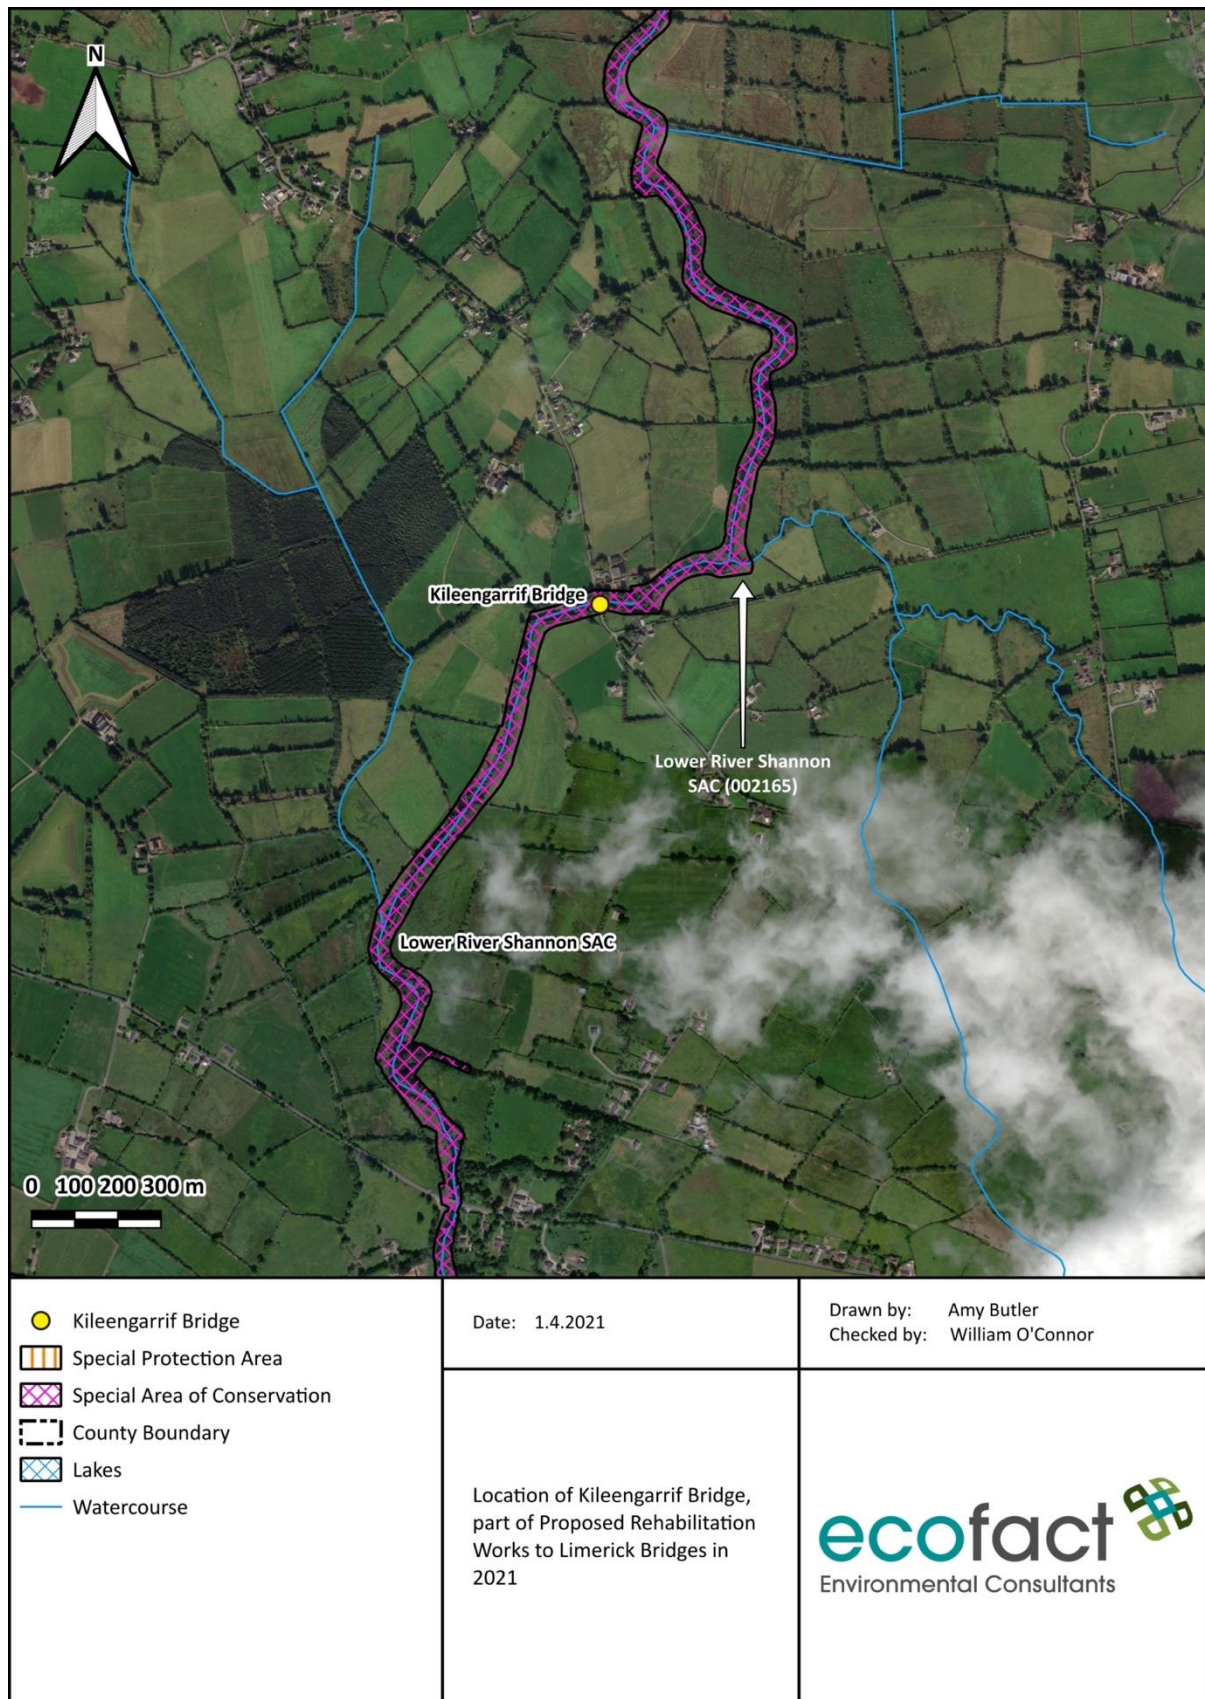 N
Kileengarrif Bridge
Lower River Shannon
SAC (002165)
Lower River Shannon SAC
0 100 200 300 m
Kileengarrif Bridge
Special Protection Area
Special Area of Conservation
County Boundary
Lakes
Watercourse
Date: 1.4.2021
Drawn by: Amy Butler
Checked by: William O'Connor
Location of Kileengarrif Bridge,
part of Proposed Rehabilitation
Works to Limerick Bridges in
2021
ecofact
Environmental Consultants